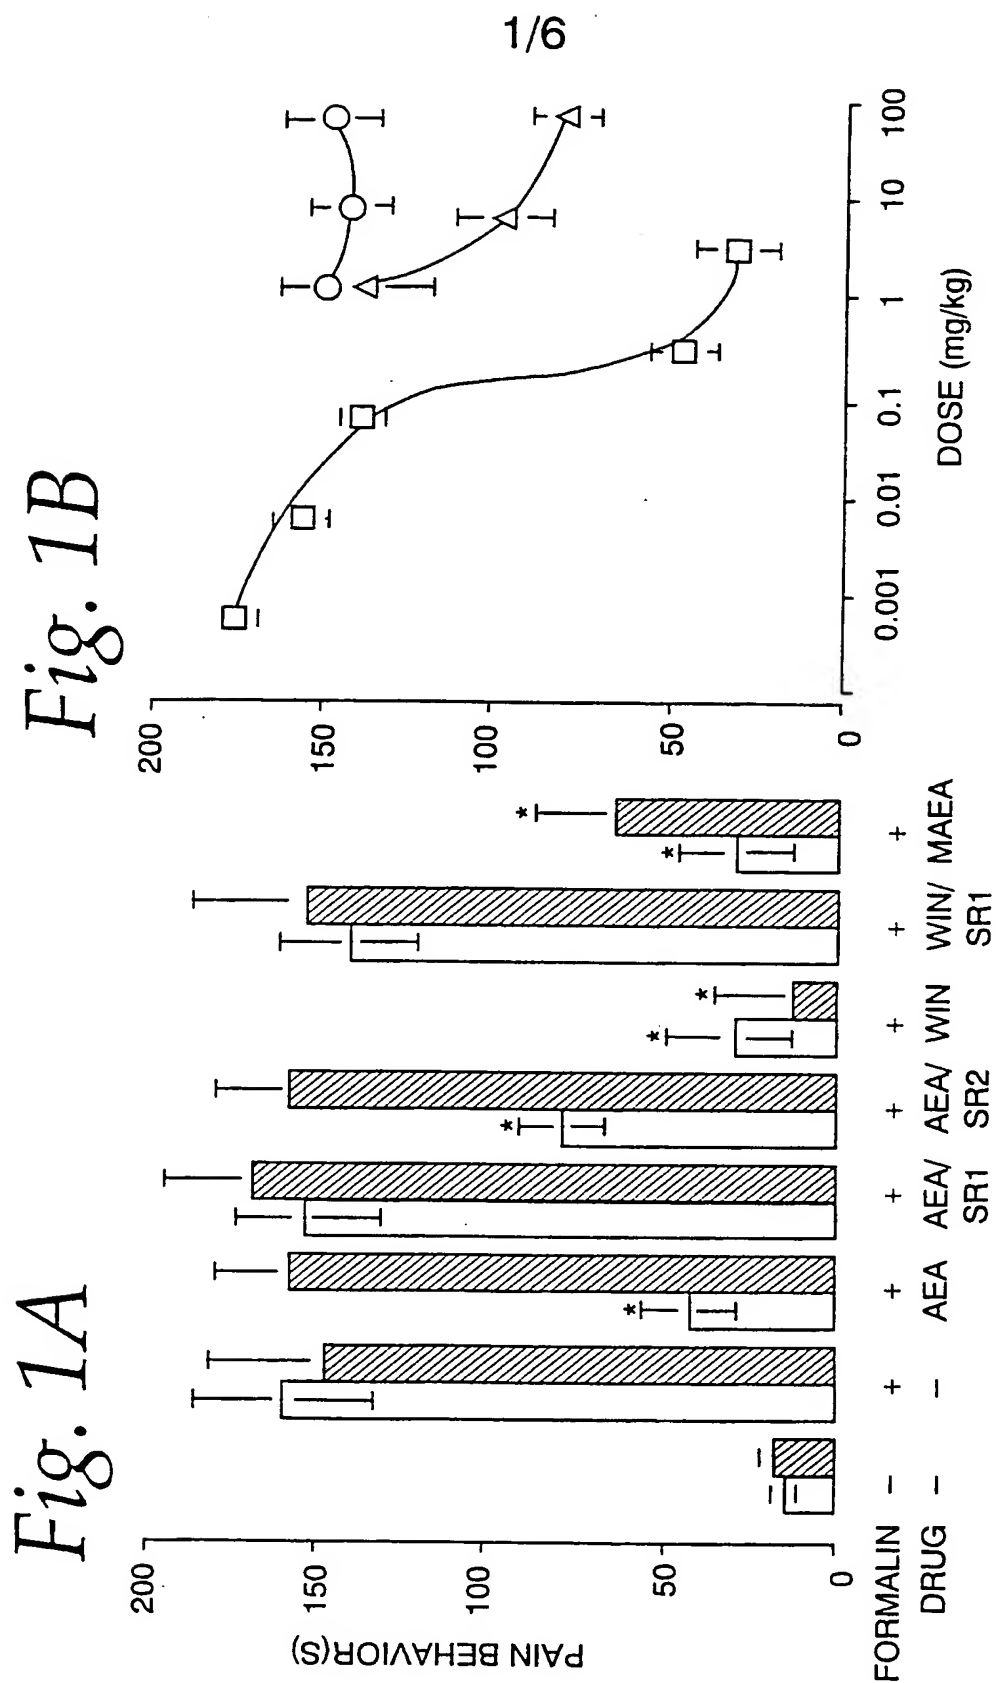 1/6
Fig. 1A
200
150
100
50
0
PAIN BEHAVIOR(S)
* * * * * *
FORMALIN − + + + + + + +
DRUG − − AEA AEA/ AEA/ WIN WIN/ MAEA
SR1 SR2 SR1
Fig. 1B
200
150
100
50
0
0.001 0.01 0.1 1 10 100
DOSE (mg/kg)